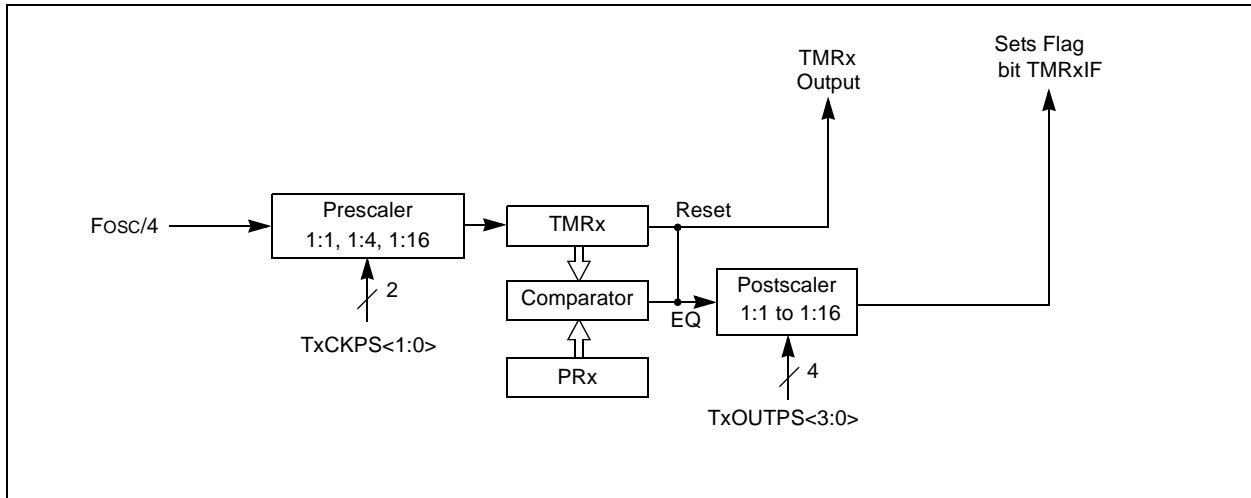 TMRx
Output
Sets Flag
bit TMRxIF
FOSC/4
Prescaler
1:1, 1:4, 1:16
2
TxCKPS<1:0>
TMRx
Reset
Comparator
EQ
PRx
Postscaler
1:1 to 1:16
4
TxOUTPS<3:0>